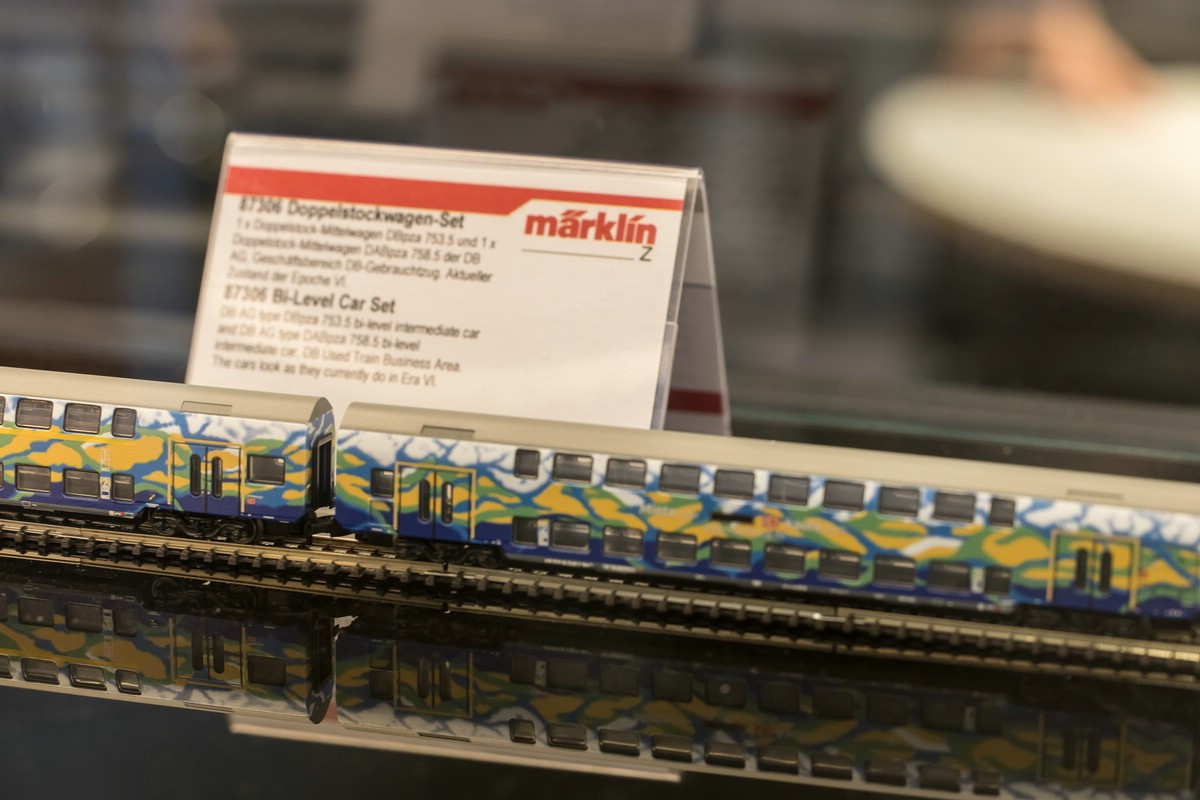 87306 Doppelstockwagen-Set
1 x Doppelstock-Mittelwagen DBpza 753.5 und 1 x
Doppelstock-Mittelwagen DABpza 758.5 der DB
AG, Geschäftsbereich DB-Gebrauchtzug. Aktueller
Zustand der Epoche VI.
märklin
Z
87306 Bi-Level Car Set
DB AG type DBpza 753.5 bi-level intermediate car
and DB AG type DABpza 758.5 bi-level
intermediate car, DB Used Train Business Area.
The cars look as they currently do in Era VI.
DB